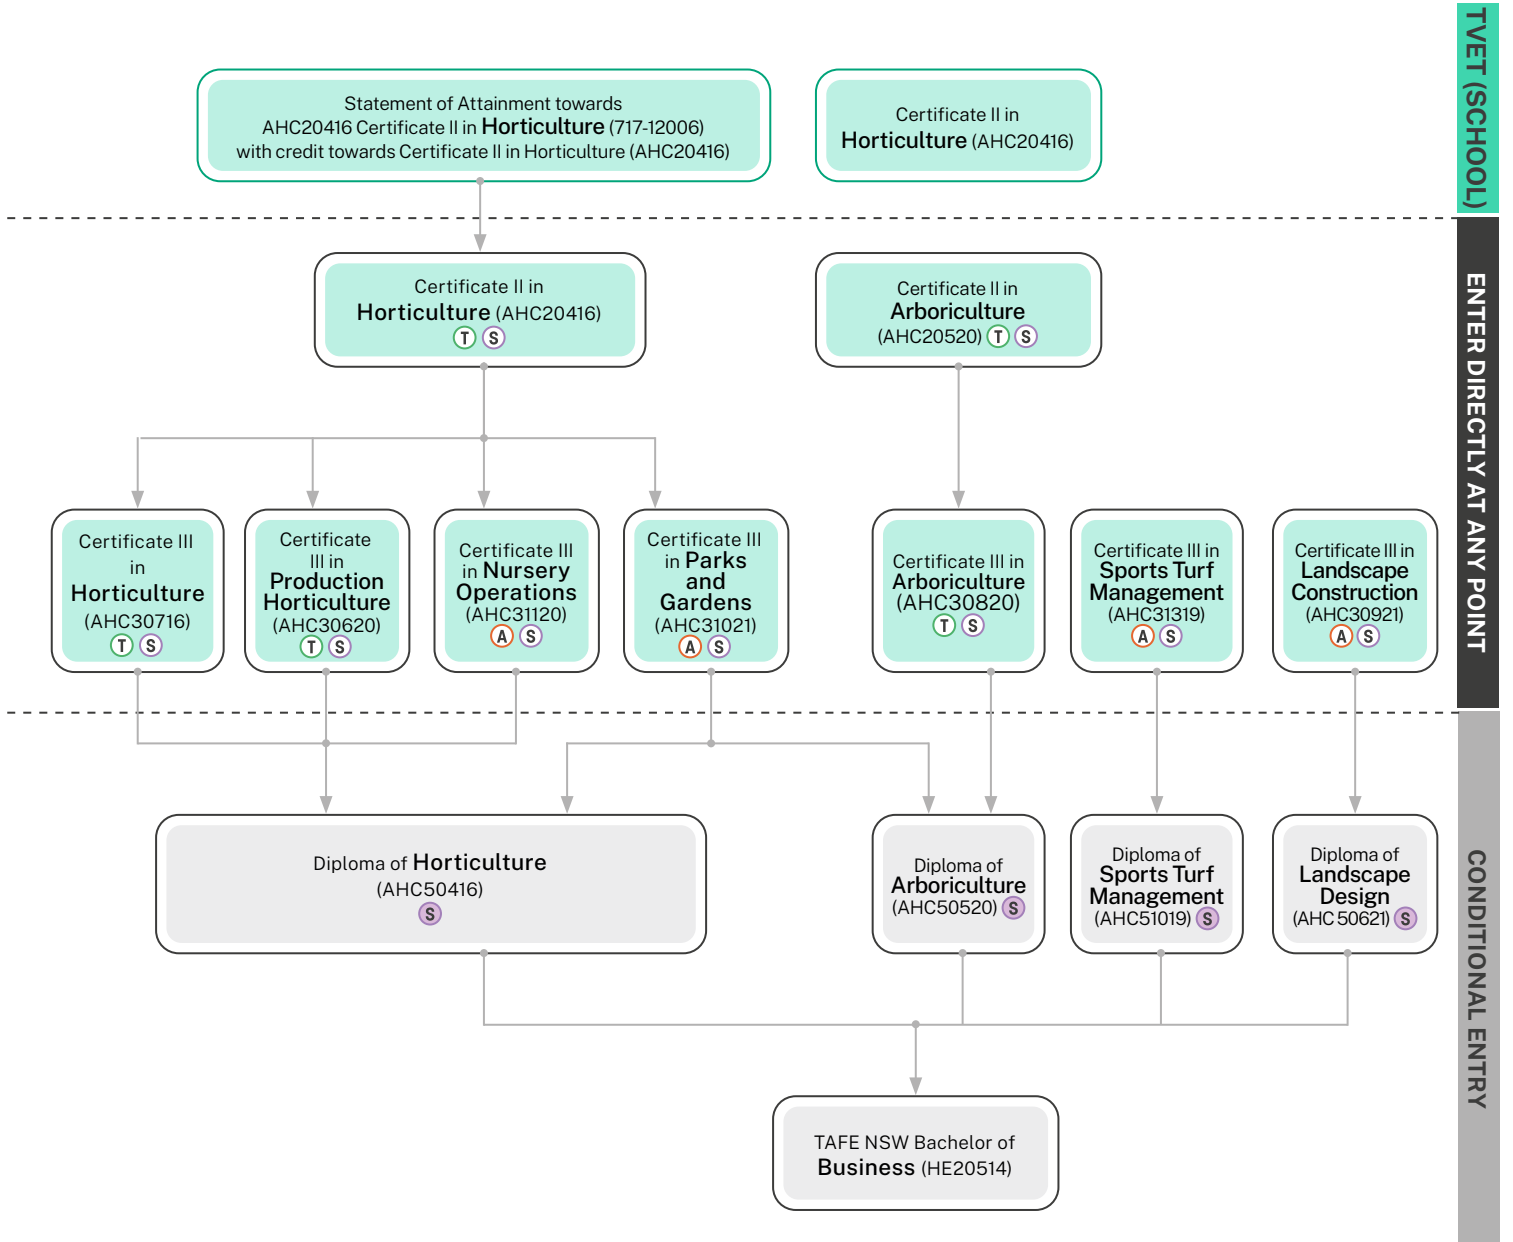 TVET (SCHOOL)
Statement of Attainment towards
AHC20416 Certificate II in Horticulture (717-12006)
with credit towards Certificate II in Horticulture (AHC20416)
Certificate II in
Horticulture (AHC20416)
ENTER DIRECTLY AT ANY POINT
Certificate II in
Horticulture (AHC20416)
T S
Certificate II in
Arboriculture
(AHC20520) T S
Certificate III
in
Horticulture
(AHC30716)
T S
Certificate
III in
Production
Horticulture
(AHC30620)
T S
Certificate III
in Nursery
Operations
(AHC31120)
A S
Certificate III
in Parks
and
Gardens
(AHC31021)
A S
Certificate III in
Arboriculture
(AHC30820)
T S
Certificate III in
Sports Turf
Management
(AHC31319)
A S
Certificate III in
Landscape
Construction
(AHC30921)
A S
CONDITIONAL ENTRY
Diploma of Horticulture
(AHC50416)
S
Diploma of
Arboriculture
(AHC50520) S
Diploma of
Sports Turf
Management
(AHC51019) S
Diploma of
Landscape
Design
(AHC 50621) S
TAFE NSW Bachelor of
Business (HE20514)